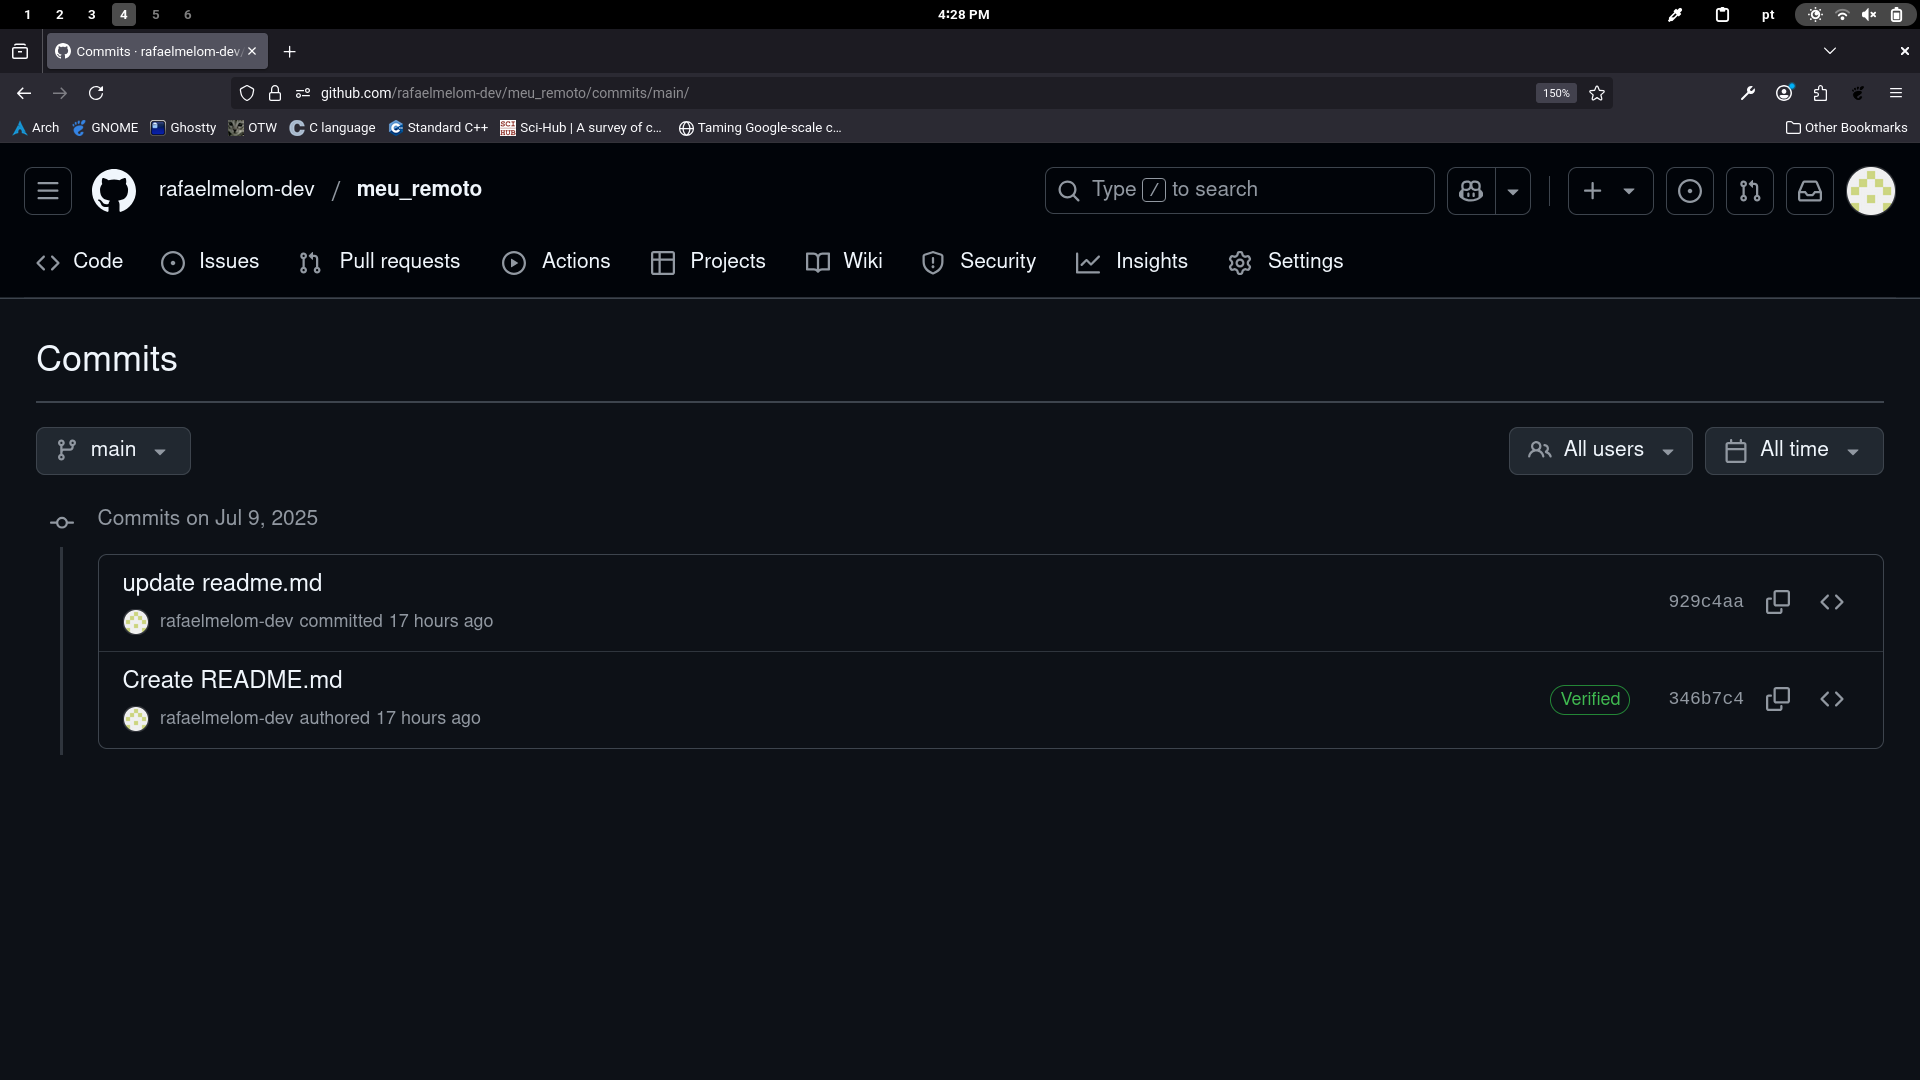 1 2 3 4 5 6 4:28 PM pt
Commits · rafaelmelom-dev/
github.com/rafaelmelom-dev/meu_remoto/commits/main/ 150%
Arch GNOME Ghostty OTW C language Standard C++ Sci-Hub | A survey of c… Taming Google-scale c… Other Bookmarks
rafaelmelom-dev / meu_remoto Type / to search
Code Issues Pull requests Actions Projects Wiki Security Insights Settings
Commits
main All users All time
Commits on Jul 9, 2025
update readme.md
929c4aa
rafaelmelom-dev committed 17 hours ago
Create README.md
Verified 346b7c4
rafaelmelom-dev authored 17 hours ago